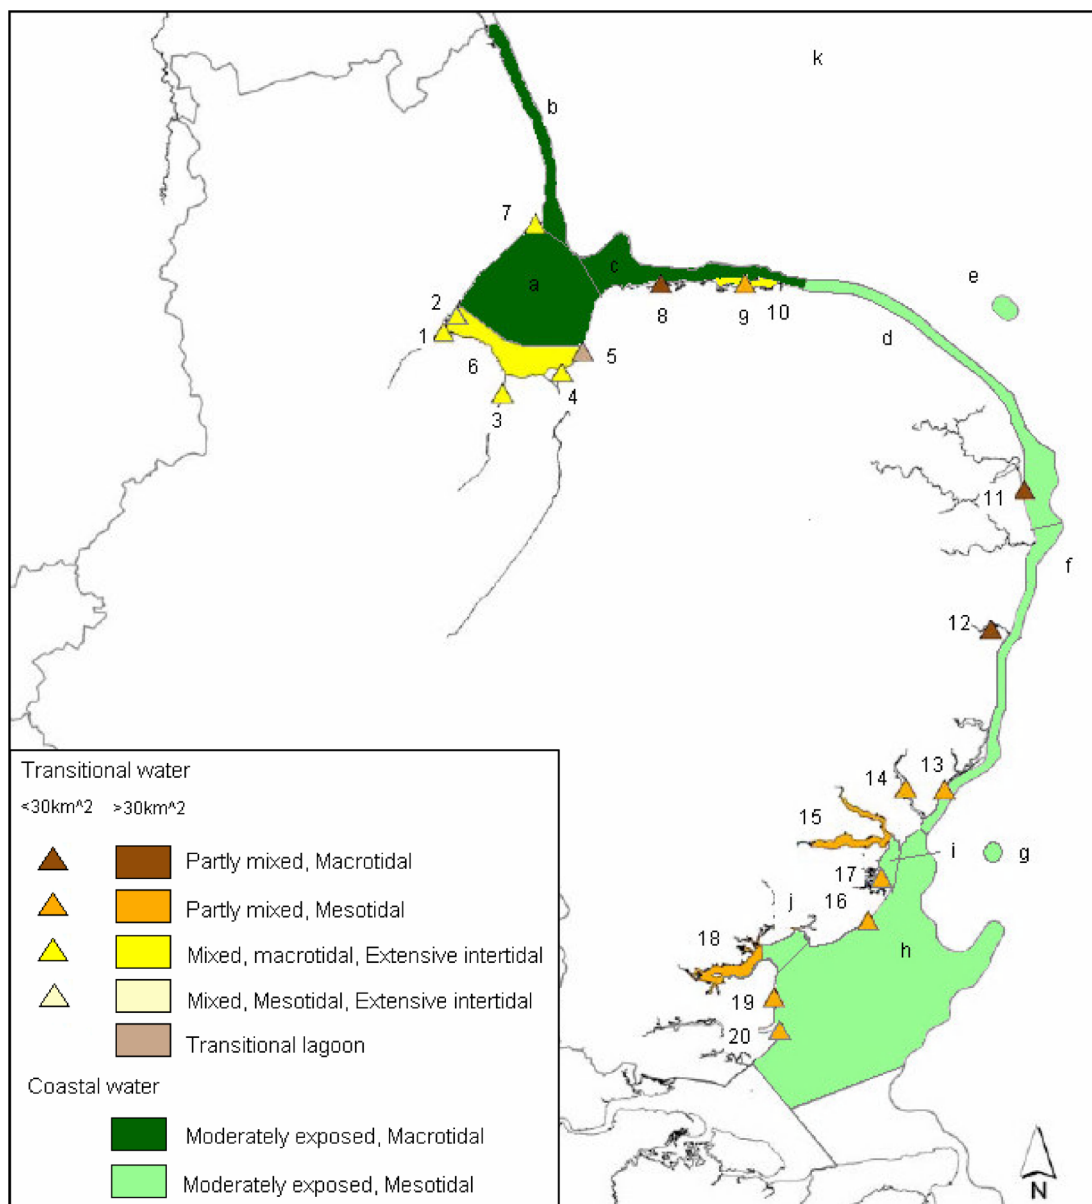 k
b
7
e
c
a
2
8
9
10
d
1
5
6
4
3
11
f
12
14
13
15
i
g
17
16
j
18
h
19
20
Transitional water
<30km^2 >30km^2
Partly mixed, Macrotidal
Partly mixed, Mesotidal
Mixed, macrotidal, Extensive intertidal
Mixed, Mesotidal, Extensive intertidal
Transitional lagoon
Coastal water
Moderately exposed, Macrotidal
Moderately exposed, Mesotidal
N